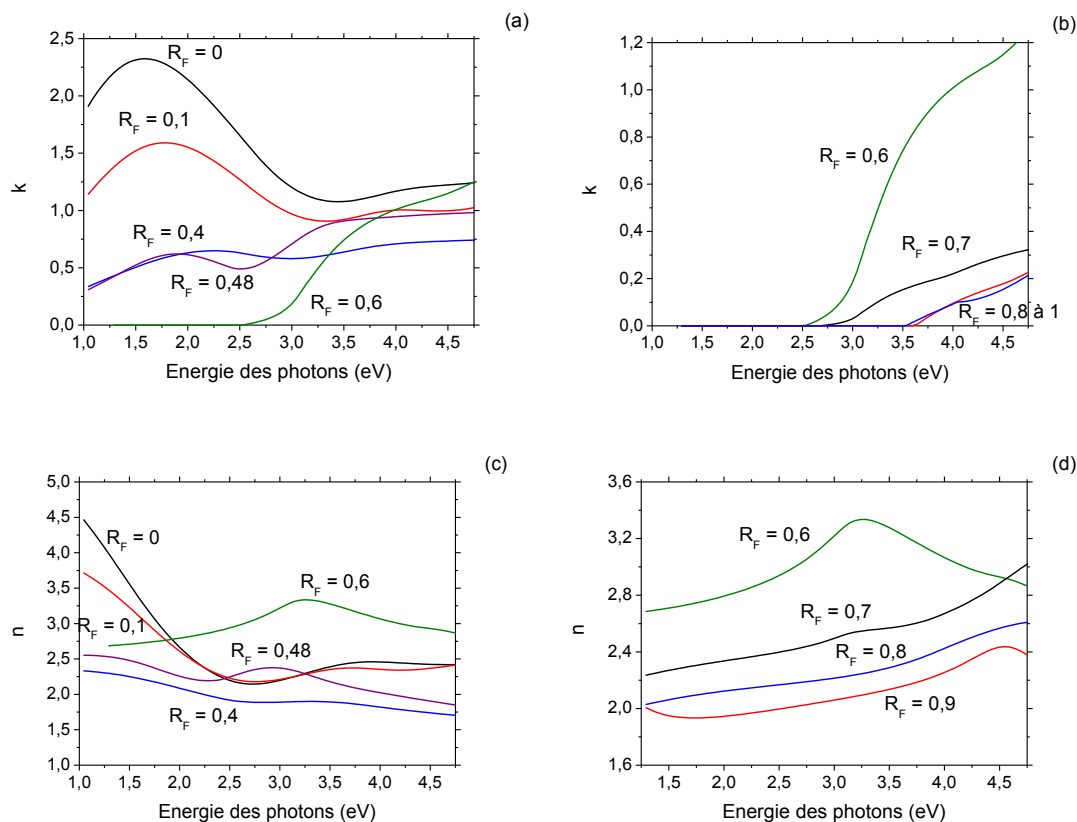 (a)
2,5
2,0
1,5
1,0
0,5
0,0
k
R_F = 0
R_F = 0,1
R_F = 0,4
R_F = 0,48
R_F = 0,6
1,0 1,5 2,0 2,5 3,0 3,5 4,0 4,5
Energie des photons (eV)
(b)
1,2
1,0
0,8
0,6
0,4
0,2
0,0
k
R_F = 0,6
R_F = 0,7
R_F = 0,8 à 1
1,0 1,5 2,0 2,5 3,0 3,5 4,0 4,5
Energie des photons (eV)
(c)
5,0
4,5
4,0
3,5
3,0
2,5
2,0
1,5
1,0
n
R_F = 0
R_F = 0,6
R_F = 0,1
R_F = 0,48
R_F = 0,4
1,0 1,5 2,0 2,5 3,0 3,5 4,0 4,5
Energie des photons (eV)
(d)
3,6
3,2
2,8
2,4
2,0
1,6
n
R_F = 0,6
R_F = 0,7
R_F = 0,8
R_F = 0,9
1,5 2,0 2,5 3,0 3,5 4,0 4,5
Energie des photons (eV)